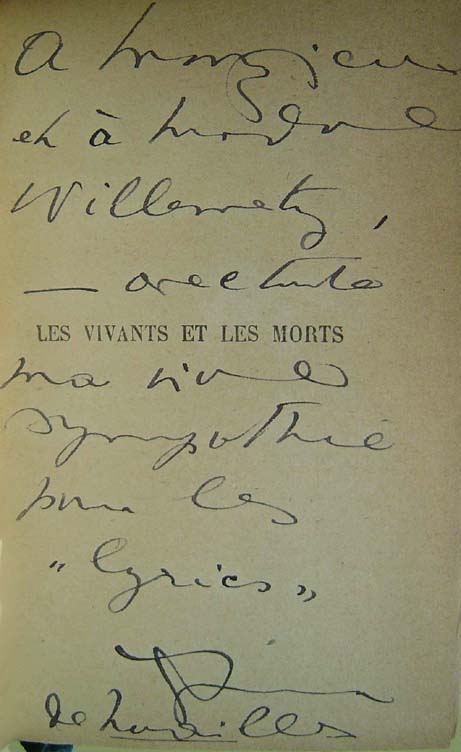 A Monsieur
et à Madame
Willemetz,
— avec toute
LES VIVANTS ET LES MORTS
ma vive
sympathie
pour les
"lyrics"
Anna
de Noailles